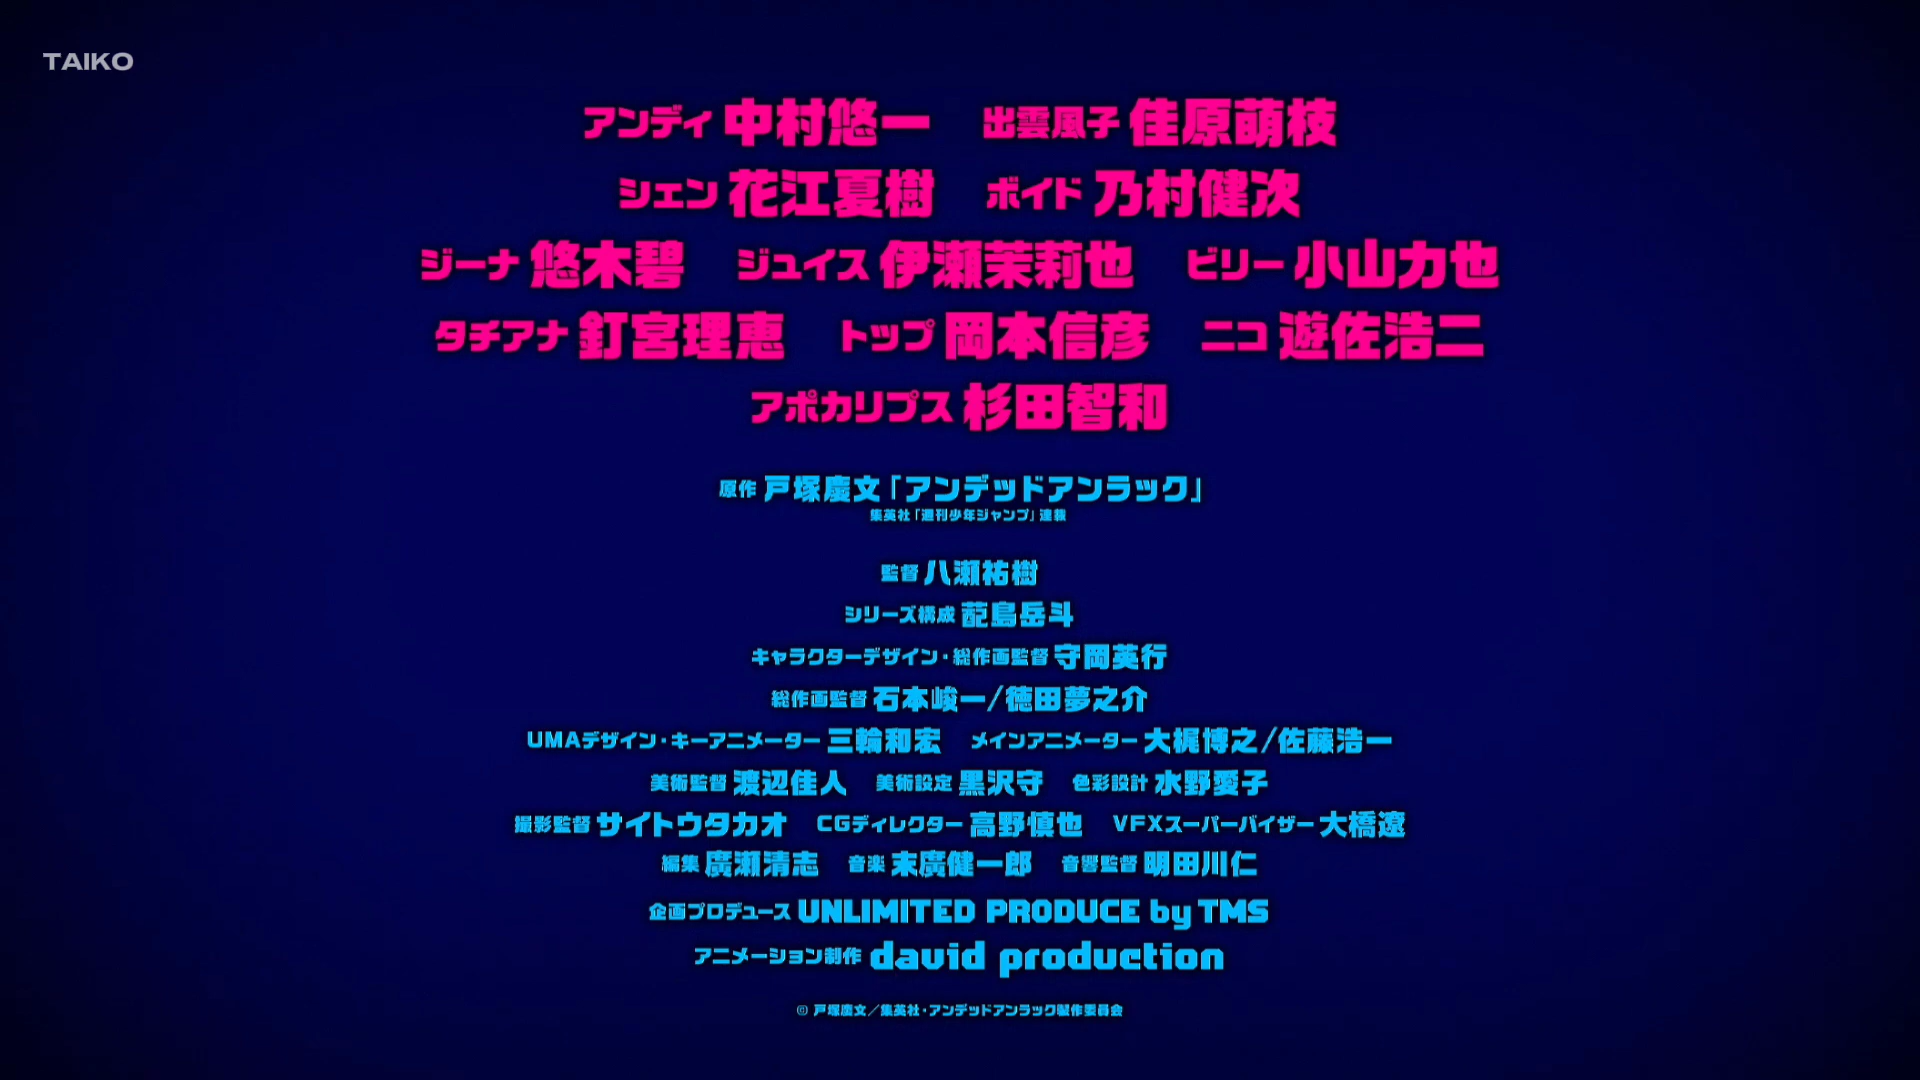 TAIKO
アンディ 中村悠一 出雲風子 佳原萌枝
シェン 花江夏樹 ボイド 乃村健次
ジーナ 悠木碧 ジュイス 伊瀬茉莉也 ビリー 小山力也
タチアナ 釘宮理恵 トップ 岡本信彦 ニコ 遊佐浩二
アポカリプス 杉田智和
原作 戸塚慶文「アンデッドアンラック」
集英社「週刊少年ジャンプ」連載
監督 八瀬祐樹
シリーズ構成 蓜島岳斗
キャラクターデザイン・総作画監督 守岡英行
総作画監督 石本峻一/徳田夢之介
UMAデザイン・キーアニメーター 三輪和宏 メインアニメーター 大梶博之/佐藤浩一
美術監督 渡辺佳人 美術設定 黒沢守 色彩設計 水野愛子
撮影監督 サイトウタカオ CGディレクター 高野慎也 VFXスーパーバイザー 大橋遼
編集 廣瀬清志 音楽 末廣健一郎 音響監督 明田川仁
企画プロデュース UNLIMITED PRODUCE by TMS
アニメーション制作 david production
© 戸塚慶文／集英社・アンデッドアンラック製作委員会